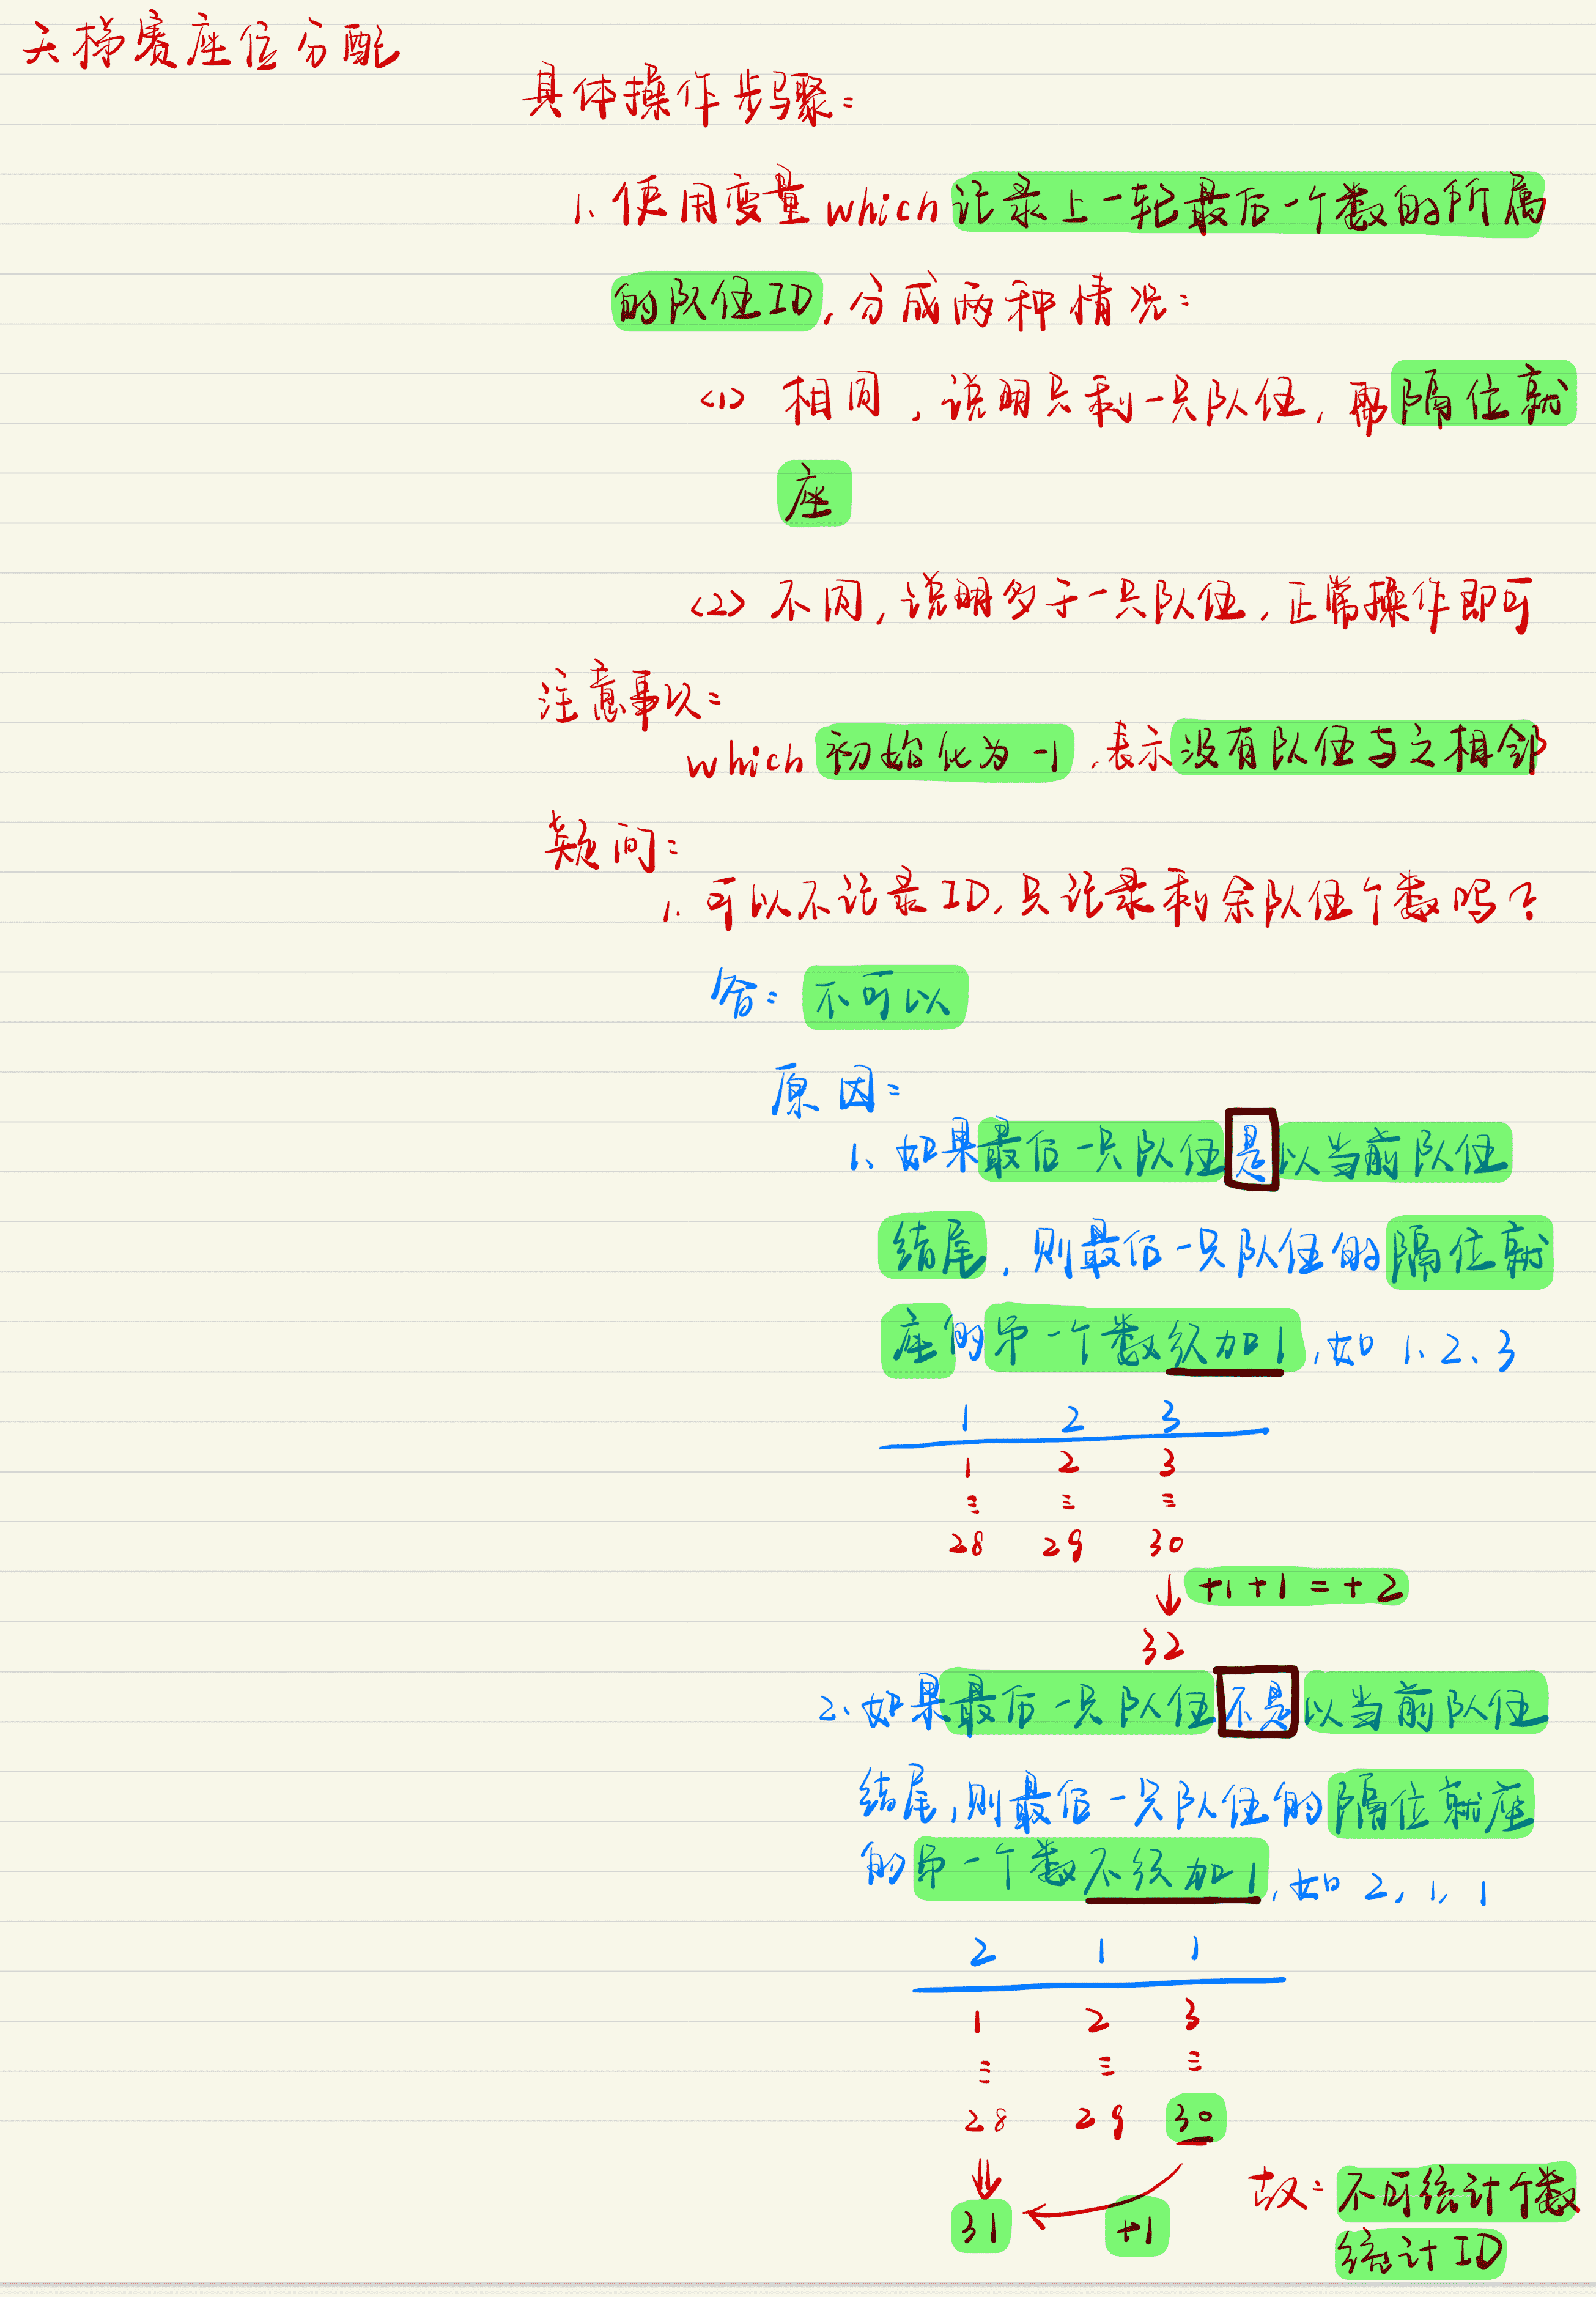 天梯赛座位分配
具体操作步骤：
1、使用变量which记录上一轮最后一个数的所属
的队伍ID，分成两种情况：
<1> 相同，说明只剩一只队伍，需隔位就
座
<2> 不同，说明多于一只队伍，正常操作即可
注意事以：
which初始化为-1，表示没有队伍与之相邻
疑问：
1. 可以不记录ID，只记录剩余队伍个数吗？
答：不可以
原因：
1、如果最后一只队伍是以当前队伍
结尾，则最后一只队伍的隔位就
座的第一个数须加1，如1、2、3
1 2 3
1 2 3
28 29 30
+1+1=+2
32
2、如果最后一只队伍不是以当前队伍
结尾，则最后一只队伍的隔位就座
的第一个数不须加1，如2，1，1
2 1 1
1 2 3
28 29 30
31 +1
故：不可统计个数
统计ID